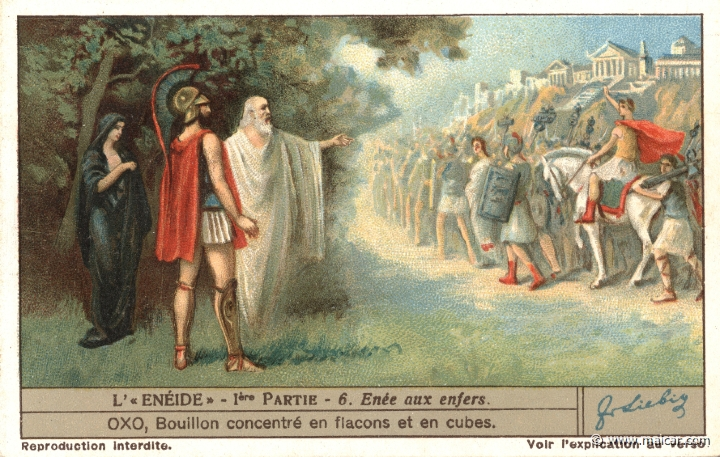 L'« ENÉIDE» - Ière PARTIE - 6. Enée aux enfers.
OXO, Bouillon concentré en flacons et en cubes.
Liebig
Reproduction interdite.
Voir l'explication au verso
© www.maicar.com